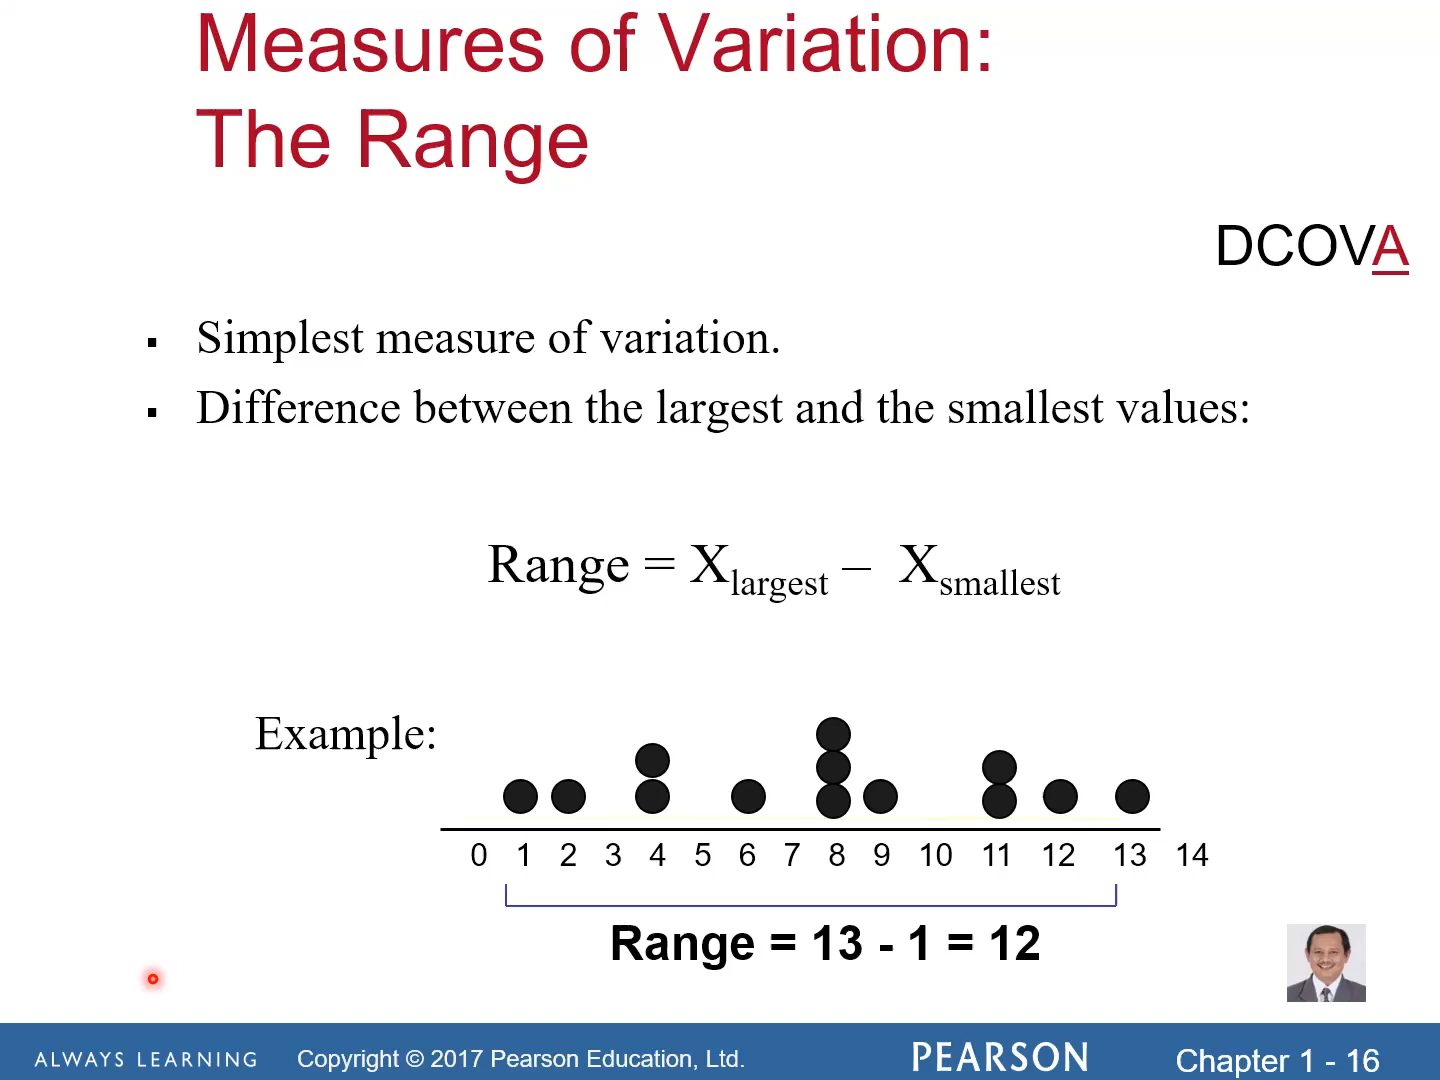 Measures of Variation:
The Range
DCOVA
▪ Simplest measure of variation.
▪ Difference between the largest and the smallest values:
Range = Xlargest – Xsmallest
Example:
0 1 2 3 4 5 6 7 8 9 10 11 12 13 14
Range = 13 - 1 = 12
ALWAYS LEARNING Copyright © 2017 Pearson Education, Ltd. PEARSON Chapter 1 - 16